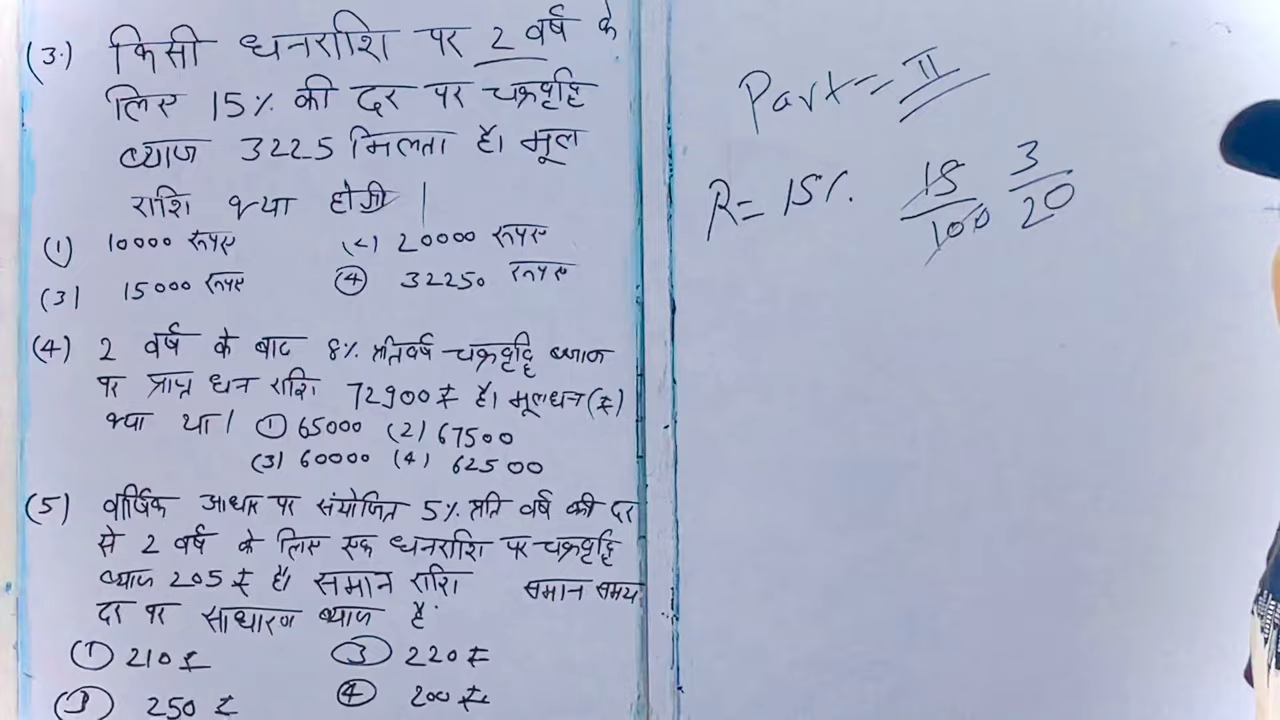 (3.) किसी धनराशि पर 2 वर्ष के
लिए 15% की दर पर चक्रवृद्धि
ब्याज 3225 मिलता है। मूल
राशि क्या होगी।
(1) 10000 रूपए (2) 20000 रूपए
(3) 15000 रूपए (4) 32250 रूपए
(4) 2 वर्ष के बाद 8% प्रतिवर्ष चक्रवृद्धि ब्याज
पर प्राप्त धन राशि 72900 ₹ है। मूलधन (₹)
क्या था। (1) 65000 (2) 67500
(3) 60000 (4) 62500
(5) वार्षिक आधार पर संयोजित 5% प्रति वर्ष की दर
से 2 वर्ष के लिए एक धनराशि पर चक्रवृद्धि
ब्याज 205 ₹ है। समान राशि समान समय
दर पर साधारण ब्याज है:
(1) 210 ₹ (3) 220 ₹
(3) 250 ₹ (4) 200 ₹
Part = II
R = 15% 15/100 3/20